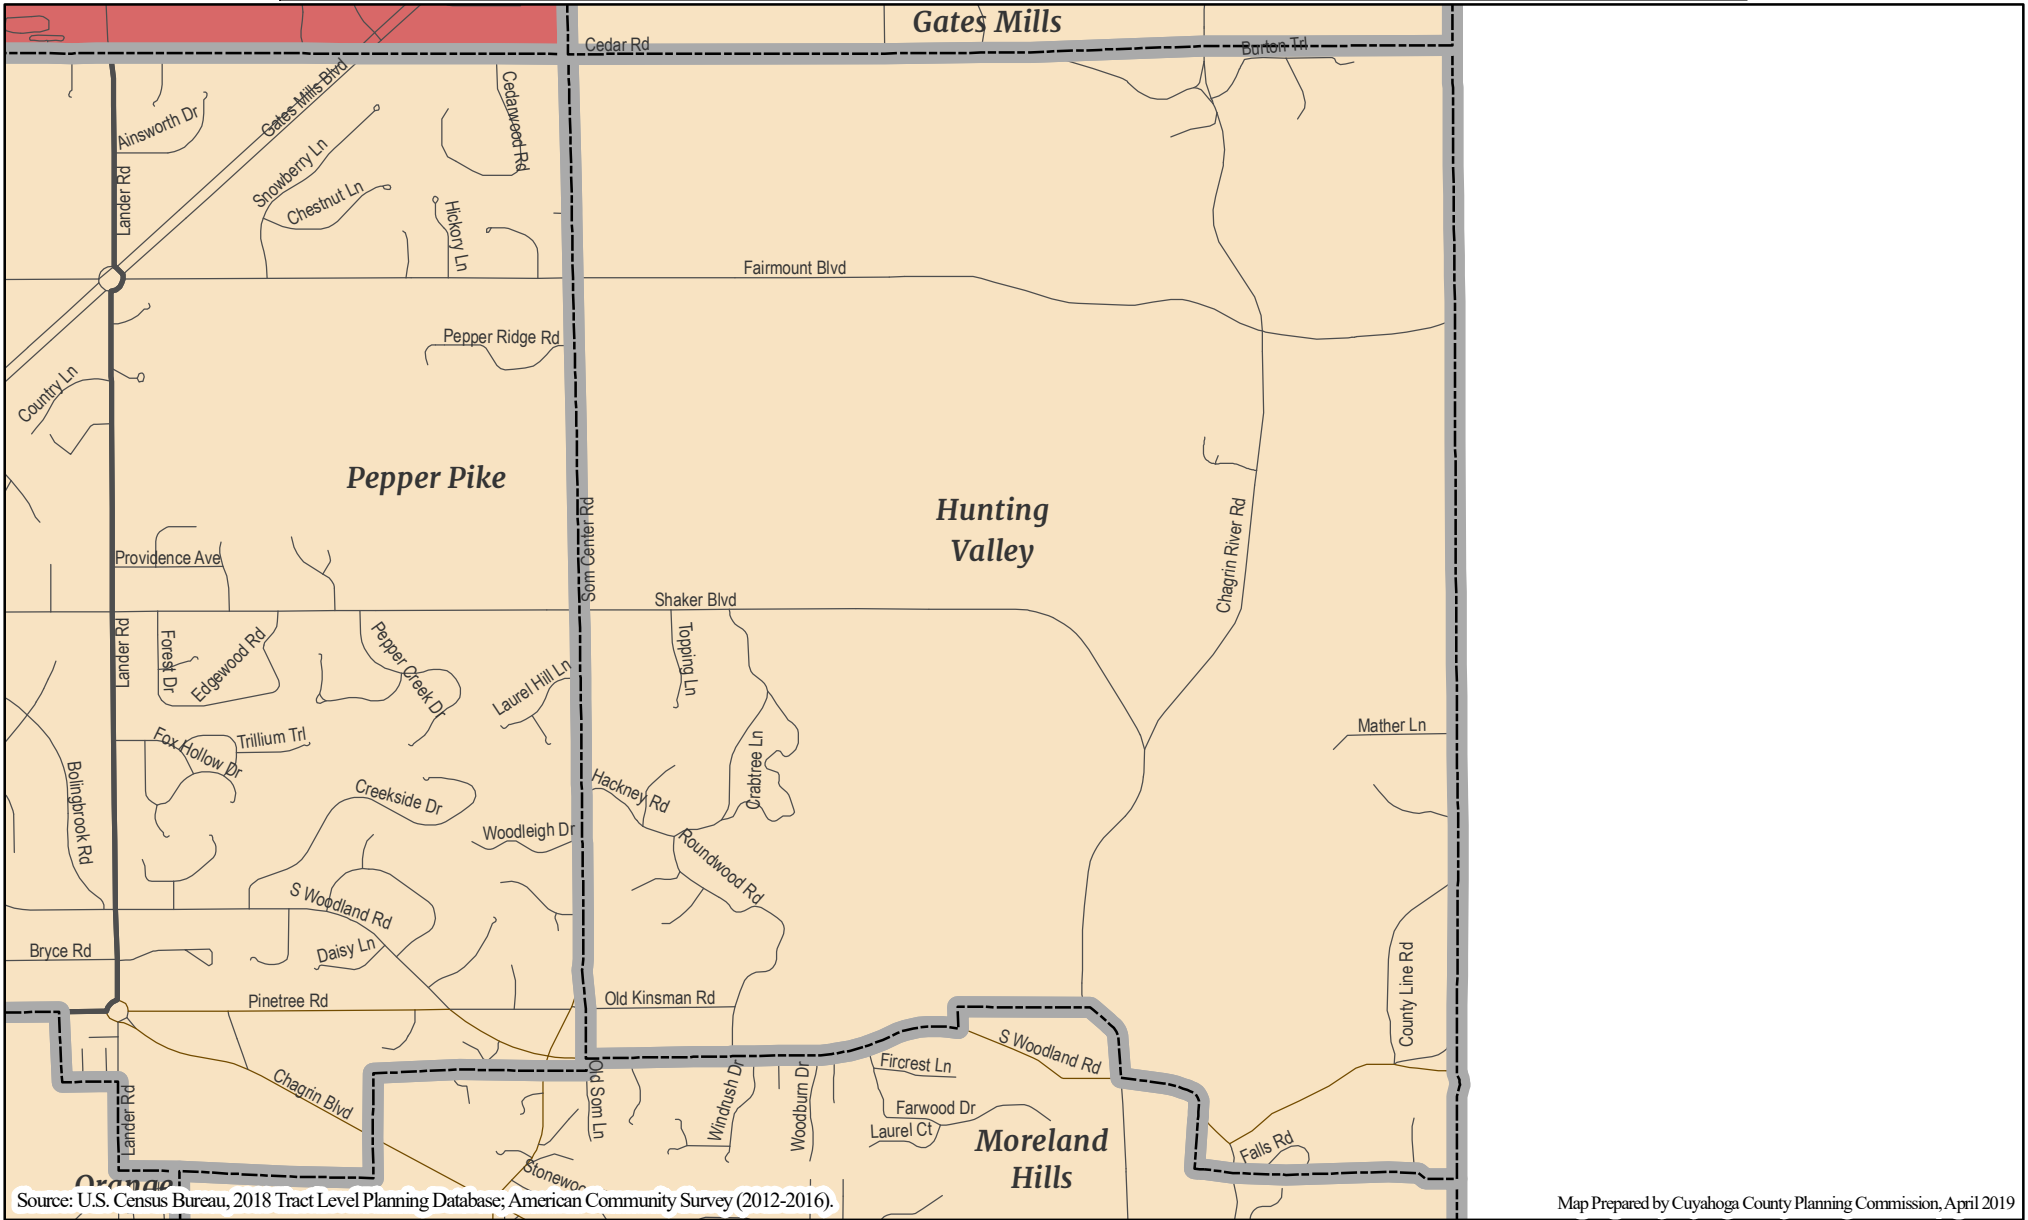 Gates Mills
Cedar Rd
Burton Trl
Gates Mills Blvd
Cedarwood Rd
Ainsworth Dr
Snowberry Ln
Lander Rd
Chestnut Ln
Hickory Ln
Fairmount Blvd
Pepper Ridge Rd
Country Ln
Pepper Pike
Som Center Rd
Hunting
Valley
Chagrin River Rd
Providence Ave
Shaker Blvd
Lander Rd
Forest Dr
Edgewood Rd
Pepper Creek Dr
Laurel Hill Ln
Topping Ln
Mather Ln
Fox Hollow Dr
Trillium Trl
Bolingbrook Rd
Creekside Dr
Woodleigh Dr
Hackney Rd
Crabtree Ln
Roundwood Rd
S Woodland Rd
Bryce Rd
Daisy Ln
County Line Rd
Pinetree Rd
Old Kinsman Rd
S Woodland Rd
Chagrin Blvd
Lander Rd
Old Som Ln
Windrush Dr
Woodburn Dr
Fircrest Ln
Farwood Dr
Laurel Ct
Moreland
Hills
Falls Rd
Orange
Source: U.S. Census Bureau, 2018 Tract Level Planning Database; American Community Survey (2012-2016).
Map Prepared by Cuyahoga County Planning Commission, April 2019